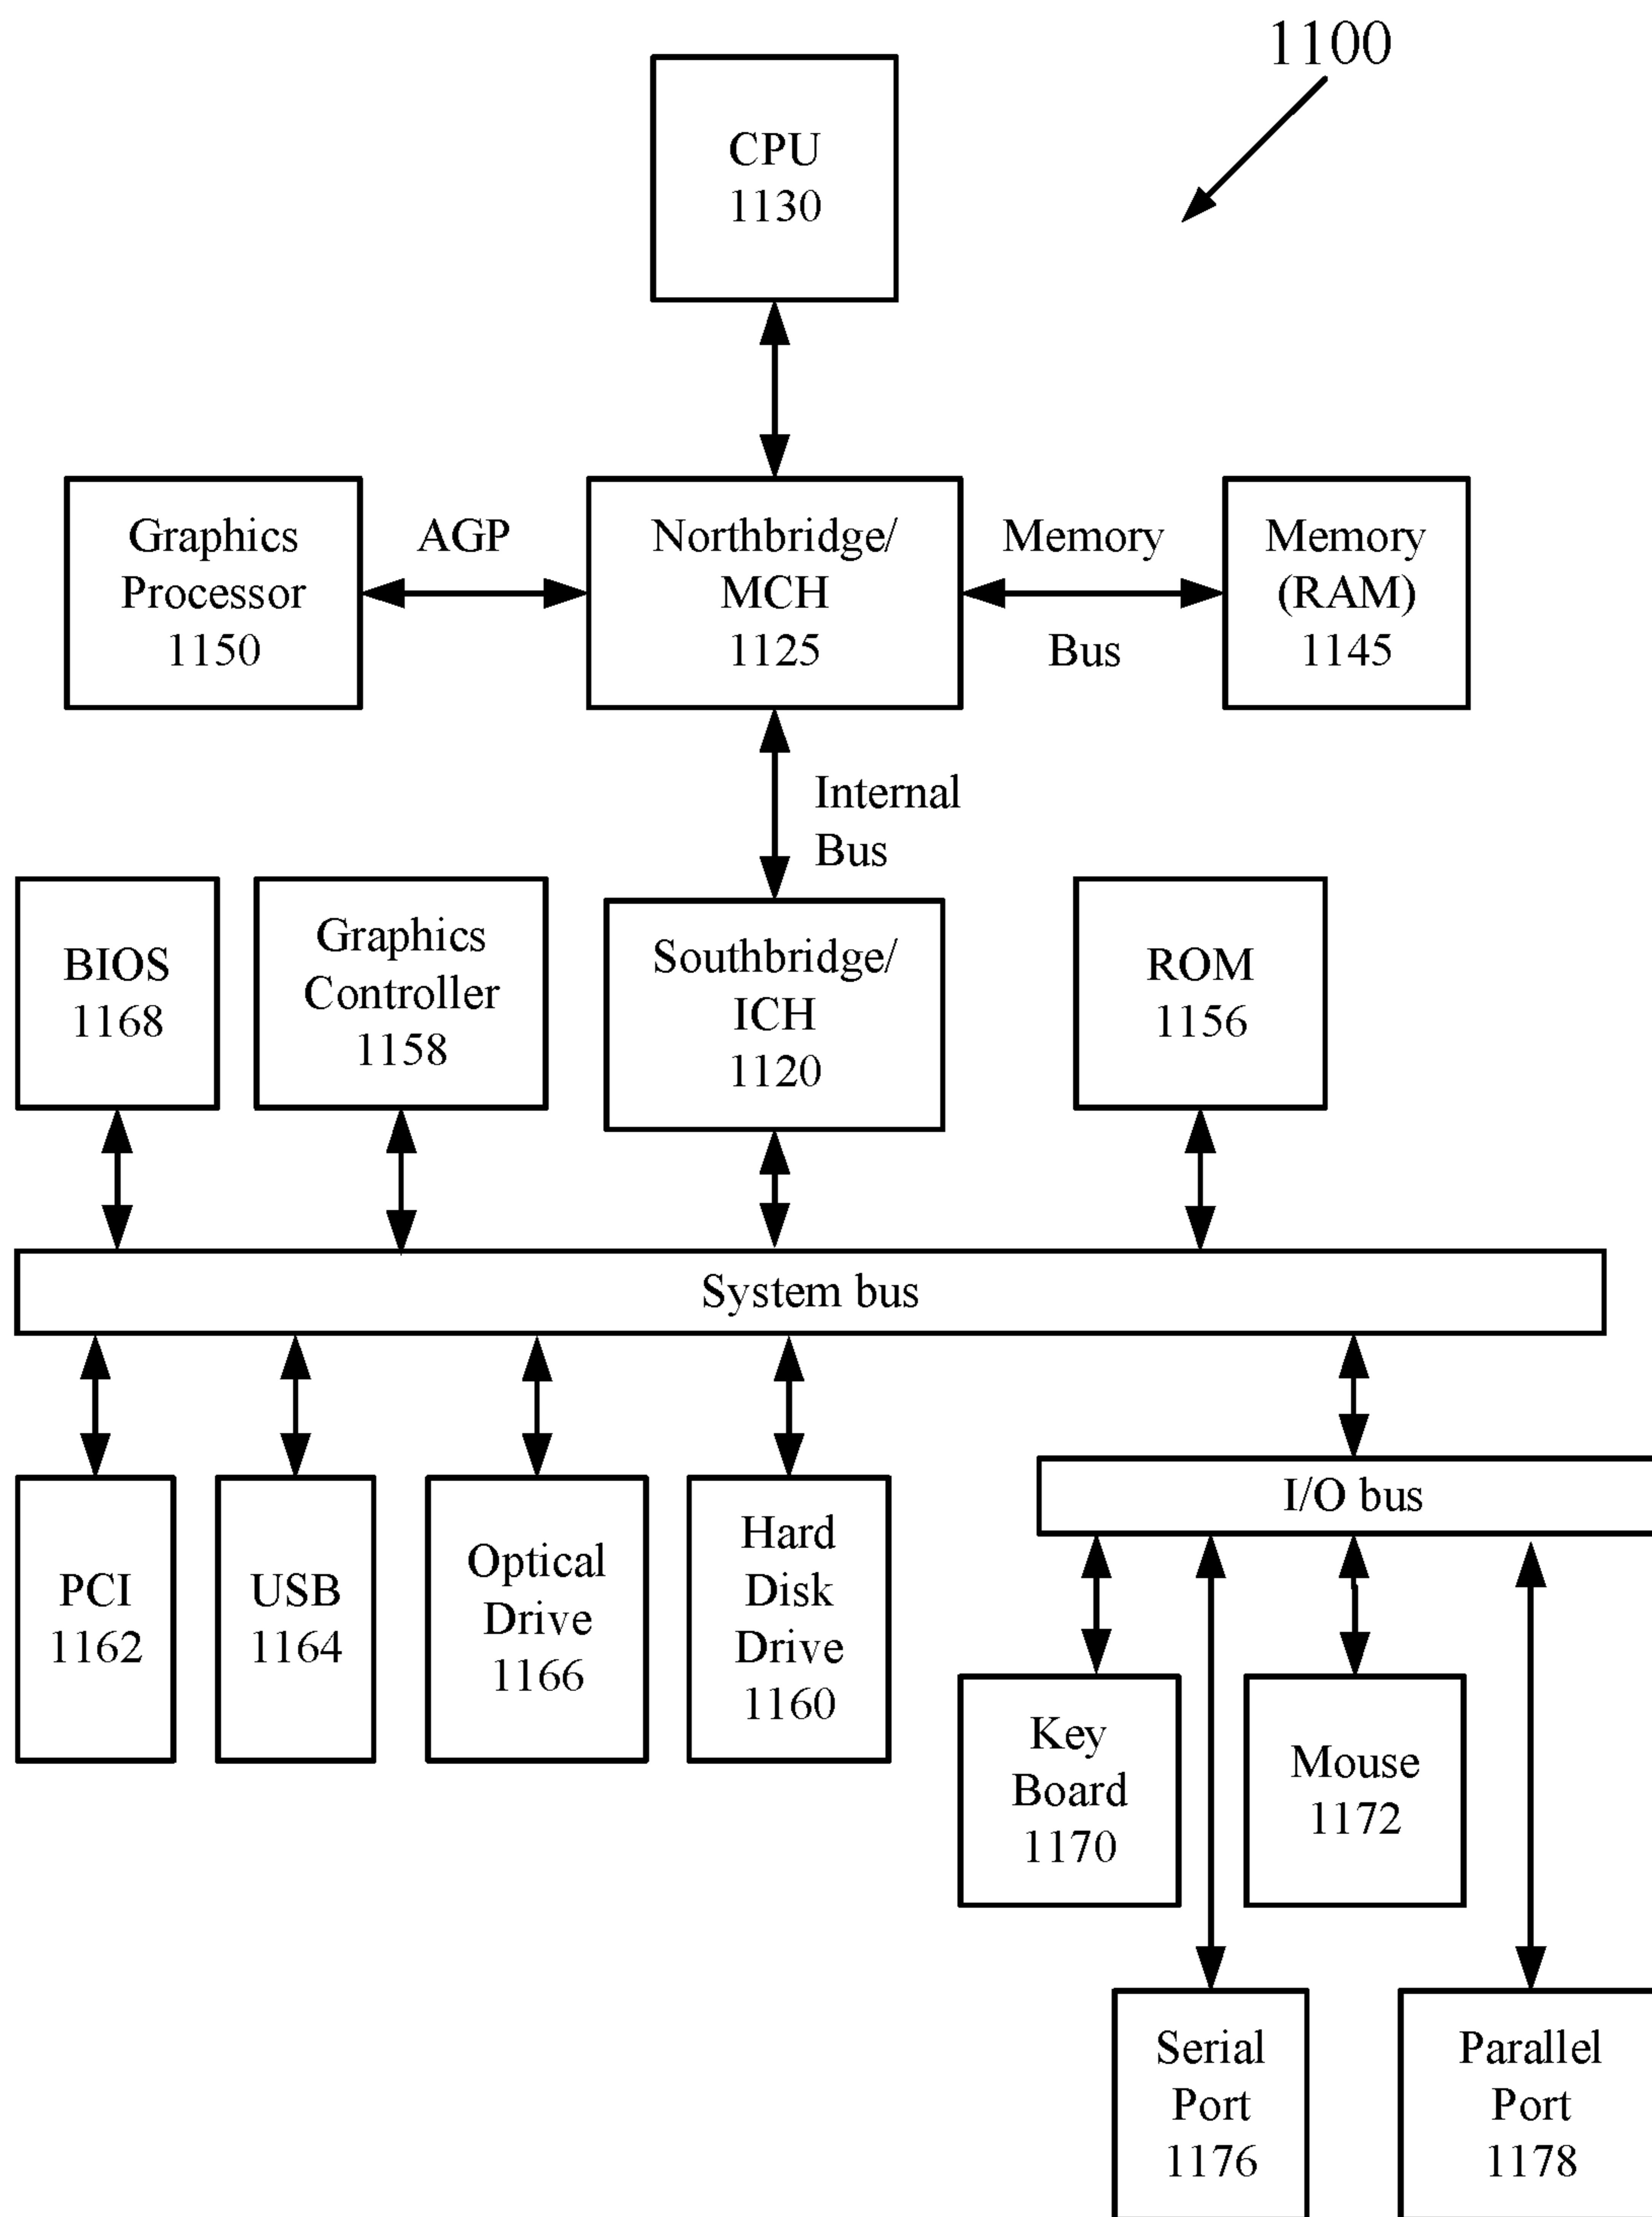 1100
CPU
1130
Graphics
Processor
1150
AGP
Northbridge/
MCH
1125
Memory
Bus
Memory
(RAM)
1145
Internal
Bus
BIOS
1168
Graphics
Controller
1158
Southbridge/
ICH
1120
ROM
1156
System bus
PCI
1162
USB
1164
Optical
Drive
1166
Hard
Disk
Drive
1160
I/O bus
Key
Board
1170
Mouse
1172
Serial
Port
1176
Parallel
Port
1178